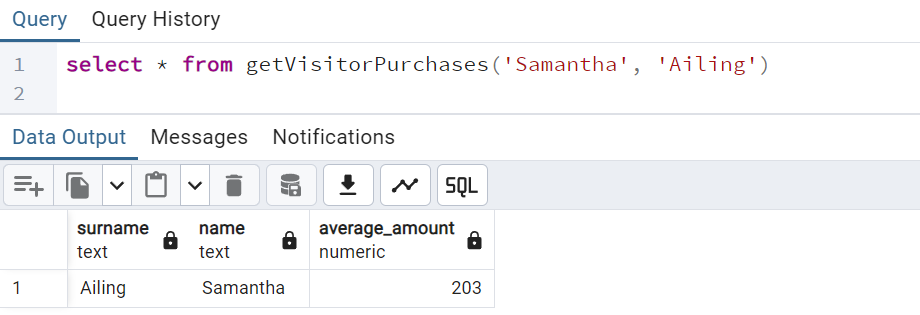 Query Query History
1 select * from getVisitorPurchases('Samantha', 'Ailing')
2
Data Output Messages Notifications
SQL
surname name average_amount
text text numeric
1 Ailing Samantha 203